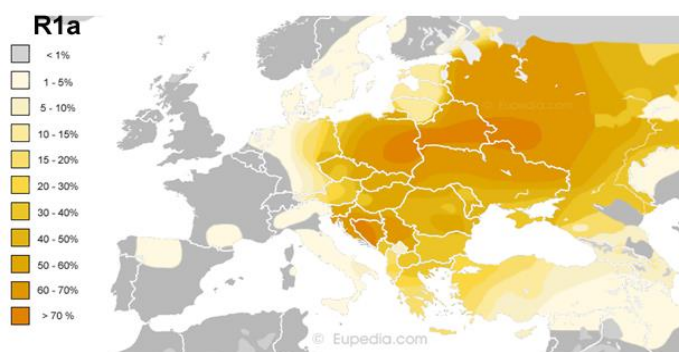 R1a
< 1%
1 - 5%
5 - 10%
10 - 15%
15 - 20%
20 - 30%
30 - 40%
40 - 50%
50 - 60%
60 - 70%
> 70 %
© Eupedia.com
© Eupedia.com